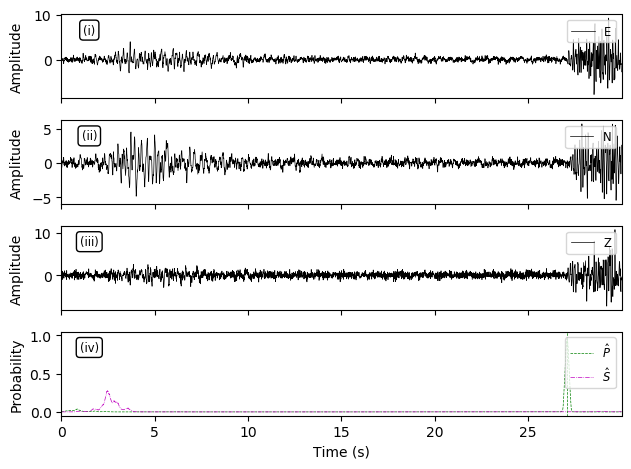 10
(i)
E
Amplitude
0
5
(ii)
N
Amplitude
0
−5
10
(iii)
Z
Amplitude
0
1.0
(iv)
P̂
Probability
0.5
Ŝ
0.0
0 5 10 15 20 25
Time (s)